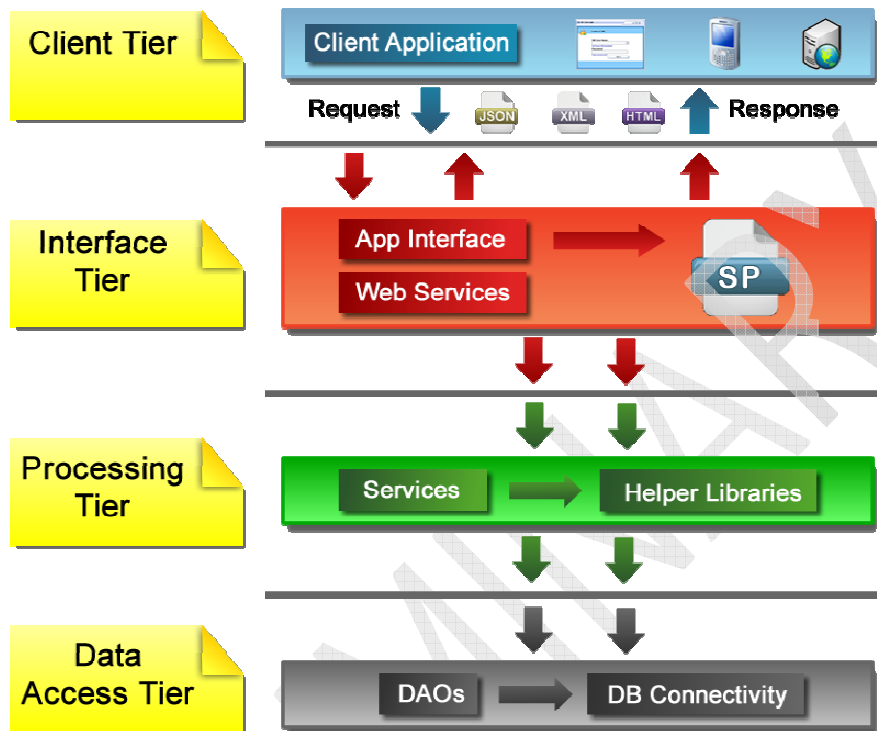 Client Tier
Client Application
Request
JSON
XML
HTML
Response
Interface
Tier
App Interface
Web Services
SP
Processing
Tier
Services
Helper Libraries
Data
Access Tier
DAOs
DB Connectivity